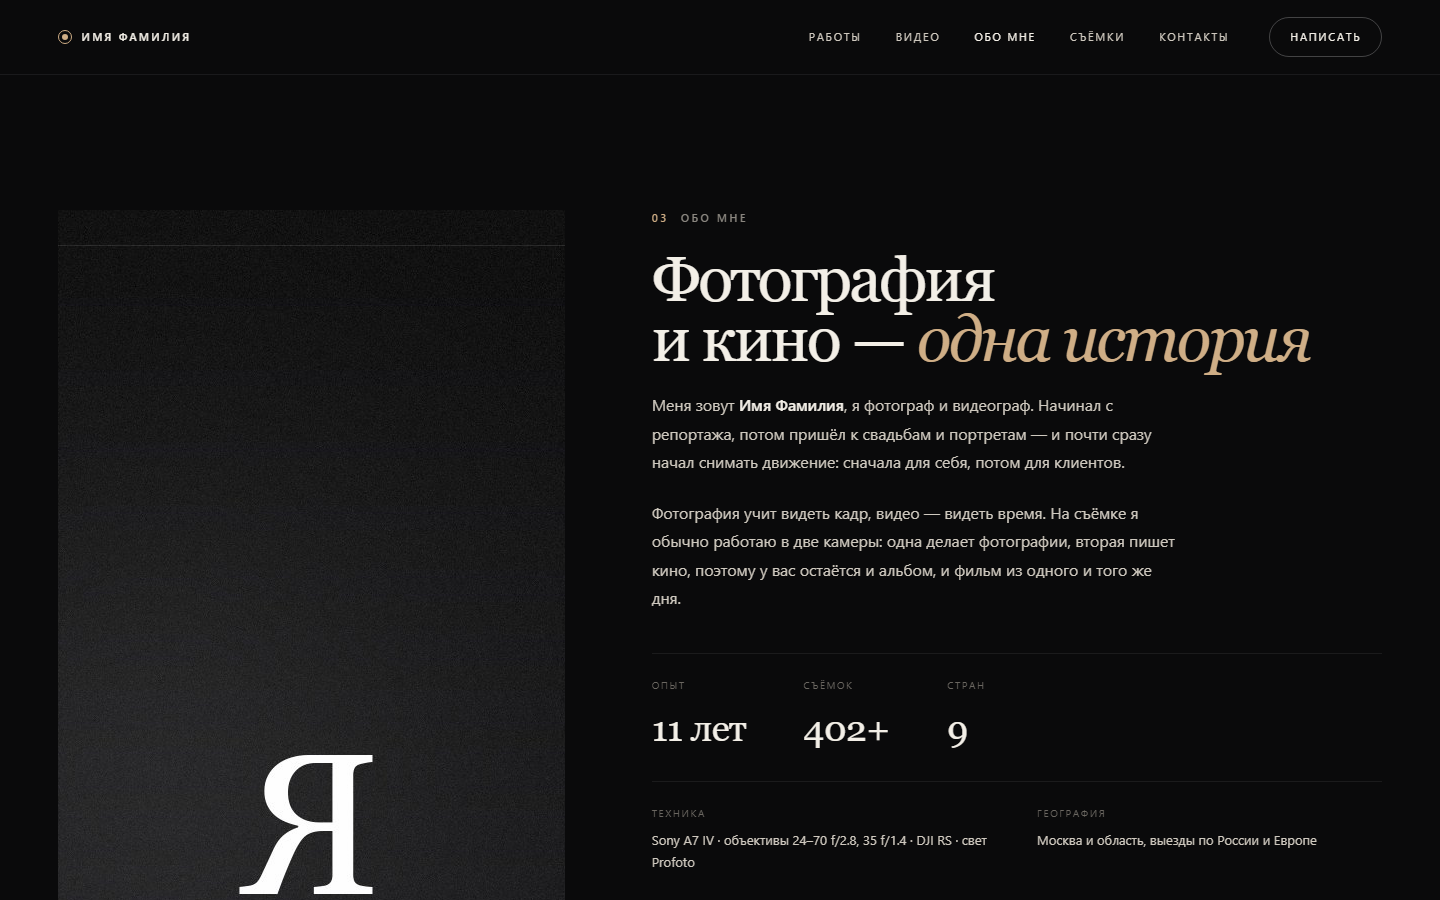 ИМЯ ФАМИЛИЯ
РАБОТЫ ВИДЕО ОБО МНЕ СЪЁМКИ КОНТАКТЫ НАПИСАТЬ
03 ОБО МНЕ
Фотография
и кино — одна история
Меня зовут Имя Фамилия, я фотограф и видеограф. Начинал с
репортажа, потом пришёл к свадьбам и портретам — и почти сразу
начал снимать движение: сначала для себя, потом для клиентов.
Фотография учит видеть кадр, видео — видеть время. На съёмке я
обычно работаю в две камеры: одна делает фотографии, вторая пишет
кино, поэтому у вас остаётся и альбом, и фильм из одного и того же
дня.
ОПЫТ СЪЁМОК СТРАН
11 лет 402+ 9
Я
ТЕХНИКА ГЕОГРАФИЯ
Sony A7 IV · объективы 24–70 f/2.8, 35 f/1.4 · DJI RS · свет Москва и область, выезды по России и Европе
Profoto